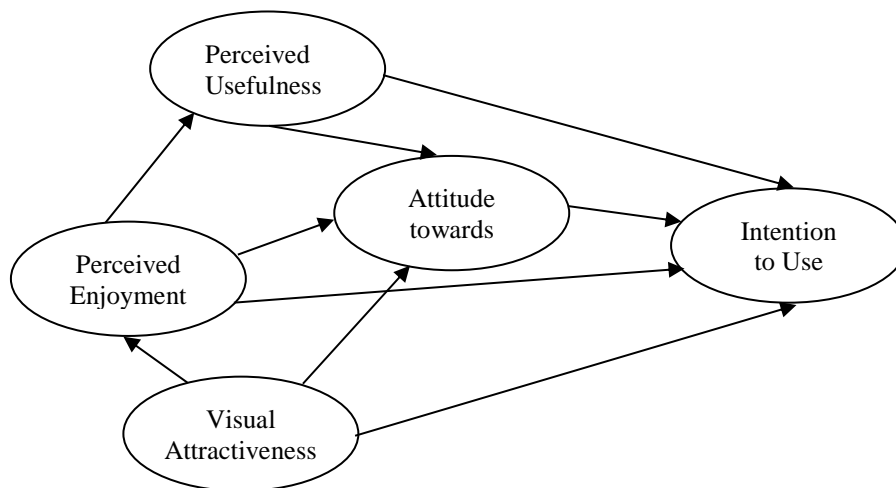 Perceived
Usefulness
Attitude
towards
Intention
to Use
Perceived
Enjoyment
Visual
Attractiveness